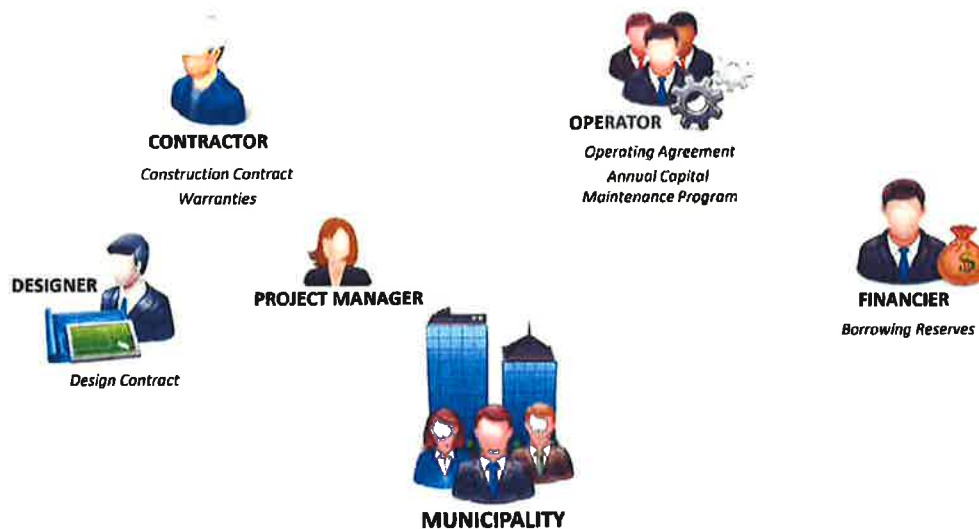 CONTRACTOR
Construction Contract
Warranties
OPERATOR
Operating Agreement
Annual Capital
Maintenance Program
DESIGNER
Design Contract
PROJECT MANAGER
$
FINANCIER
Borrowing Reserves
MUNICIPALITY